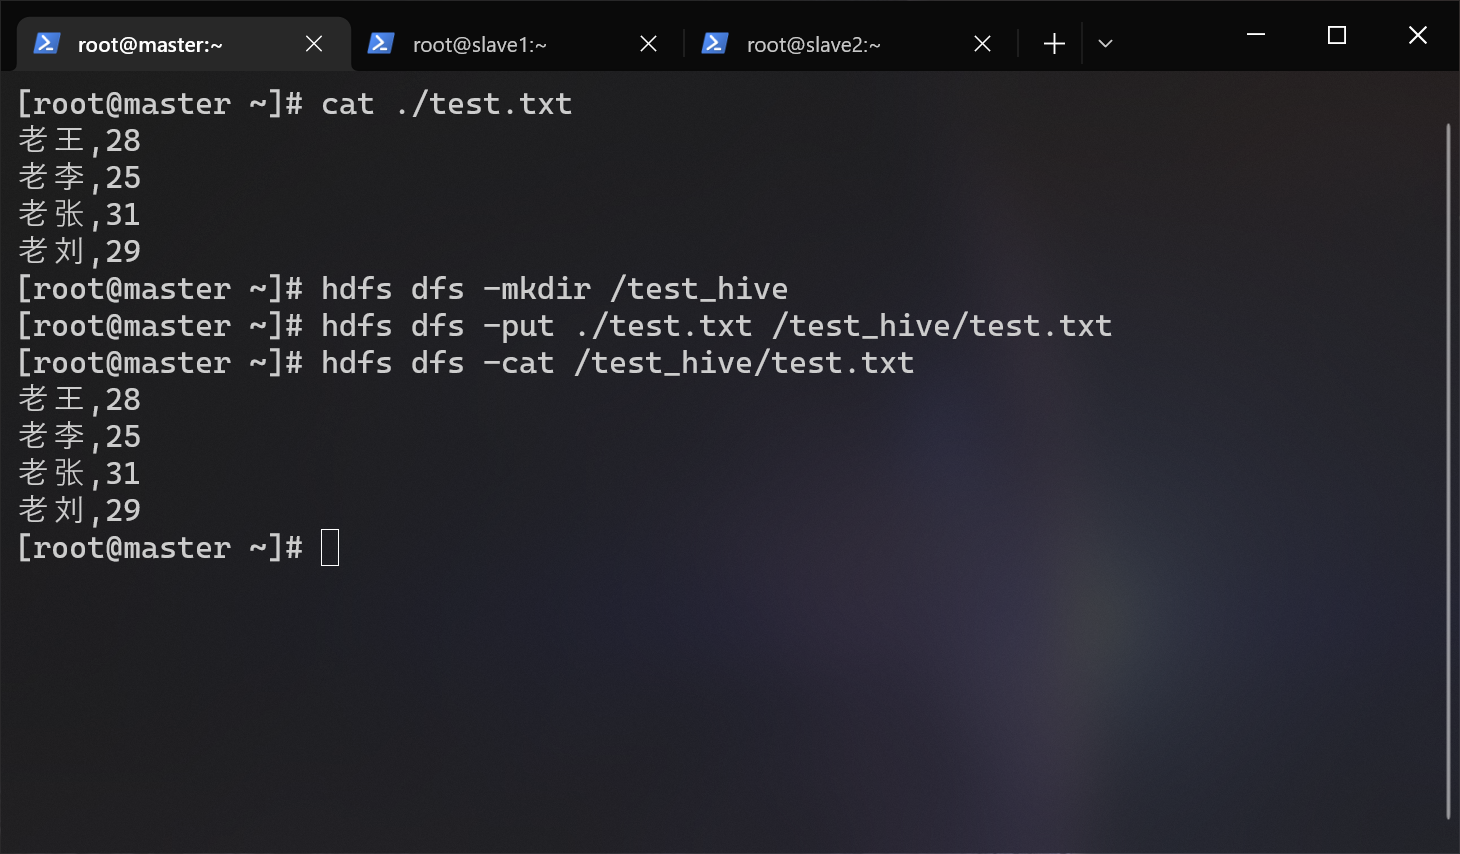 root@master:~
root@slave1:~
root@slave2:~
[root@master ~]# cat ./test.txt
老王,28
老李,25
老张,31
老刘,29
[root@master ~]# hdfs dfs -mkdir /test_hive
[root@master ~]# hdfs dfs -put ./test.txt /test_hive/test.txt
[root@master ~]# hdfs dfs -cat /test_hive/test.txt
老王,28
老李,25
老张,31
老刘,29
[root@master ~]#